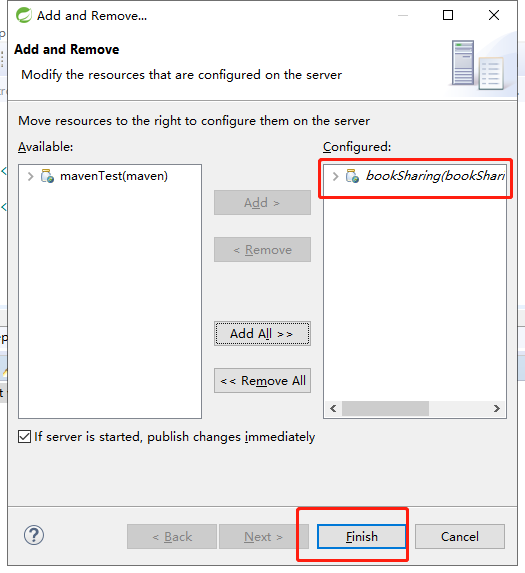 Add and Remove...
Add and Remove
Modify the resources that are configured on the server
Move resources to the right to configure them on the server
Available:
Configured:
mavenTest(maven)
bookSharing(bookShari
Add >
< Remove
Add All >>
<< Remove All
If server is started, publish changes immediately
?
< Back
Next >
Finish
Cancel